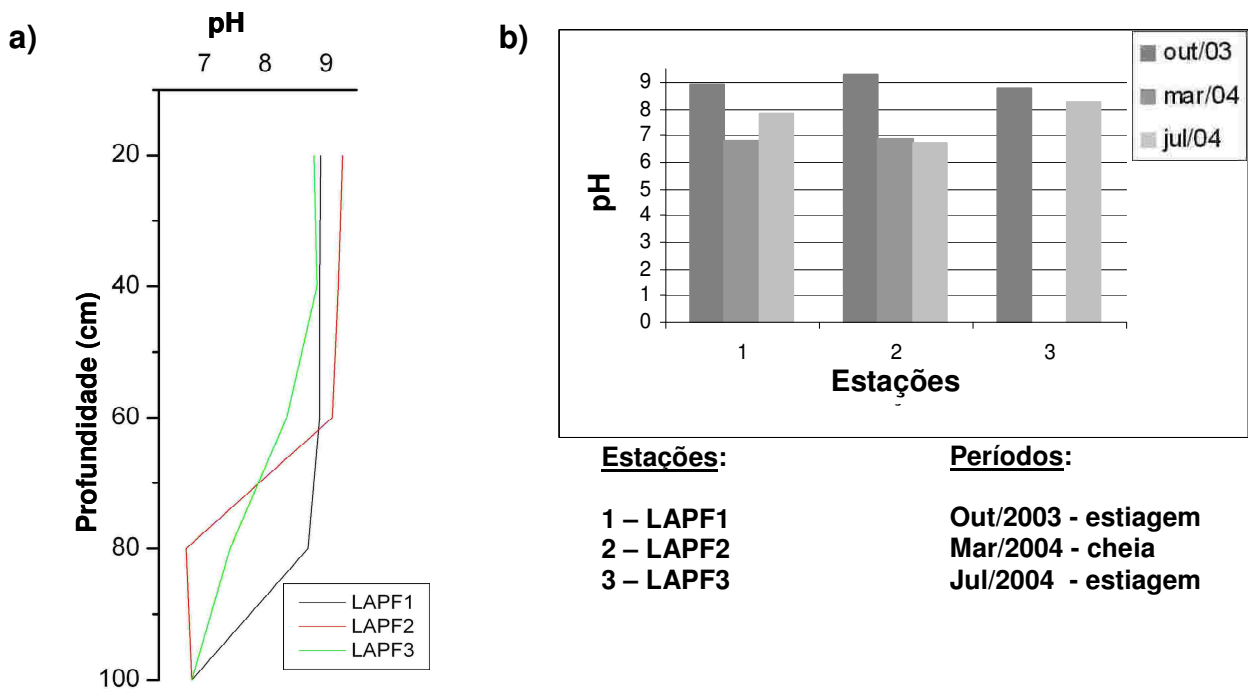 a)
pH
7 8 9
20
40
60
80
100
Profundidade (cm)
LAPF1
LAPF2
LAPF3
b)
out/03
mar/04
jul/04
9
8
7
6
5
4
3
2
1
0
pH
1 2 3
Estações
Estações:
1 – LAPF1
2 – LAPF2
3 – LAPF3
Períodos:
Out/2003 - estiagem
Mar/2004 - cheia
Jul/2004 - estiagem